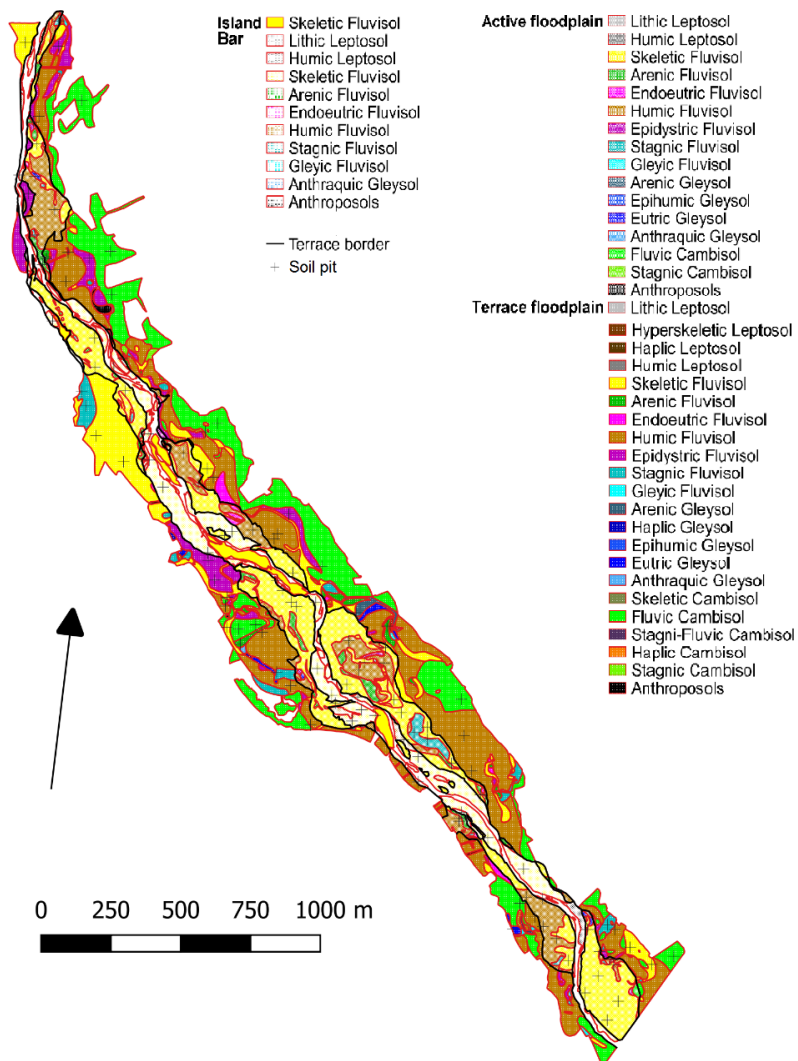 Island
Bar
Skeletic Fluvisol
Lithic Leptosol
Humic Leptosol
Skeletic Fluvisol
Arenic Fluvisol
Endoeutric Fluvisol
Humic Fluvisol
Stagnic Fluvisol
Gleyic Fluvisol
Anthraquic Gleysol
Anthroposols
Terrace border
Soil pit
Active floodplain
Lithic Leptosol
Humic Leptosol
Skeletic Fluvisol
Arenic Fluvisol
Endoeutric Fluvisol
Humic Fluvisol
Epidystric Fluvisol
Stagnic Fluvisol
Gleyic Fluvisol
Arenic Gleysol
Epihumic Gleysol
Eutric Gleysol
Anthraquic Gleysol
Fluvic Cambisol
Stagnic Cambisol
Anthroposols
Terrace floodplain
Lithic Leptosol
Hyperskeletic Leptosol
Haplic Leptosol
Humic Leptosol
Skeletic Fluvisol
Arenic Fluvisol
Endoeutric Fluvisol
Humic Fluvisol
Epidystric Fluvisol
Stagnic Fluvisol
Gleyic Fluvisol
Arenic Gleysol
Haplic Gleysol
Epihumic Gleysol
Eutric Gleysol
Anthraquic Gleysol
Skeletic Cambisol
Fluvic Cambisol
Stagni-Fluvic Cambisol
Haplic Cambisol
Stagnic Cambisol
Anthroposols
0 250 500 750 1000 m